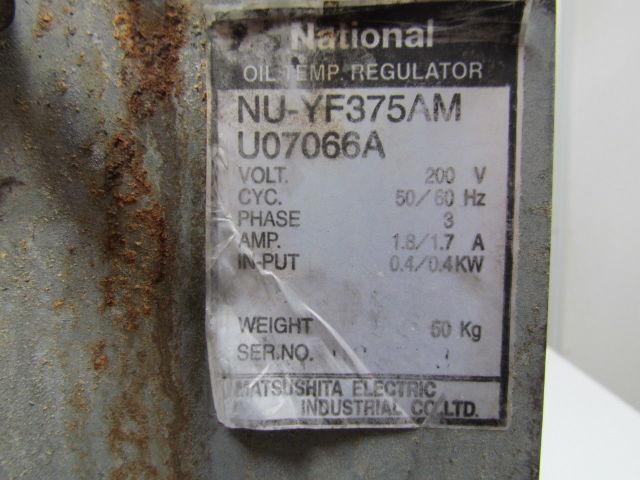 National
OIL TEMP. REGULATOR
NU-YF375AM
U07066A
VOLT. 200 V
CYC. 50/60 Hz
PHASE 3
AMP. 1.8/1.7 A
IN-PUT 0.4/0.4KW
WEIGHT 50 Kg
SER.NO.
MATSUSHITA ELECTRIC
INDUSTRIAL CO.,LTD.